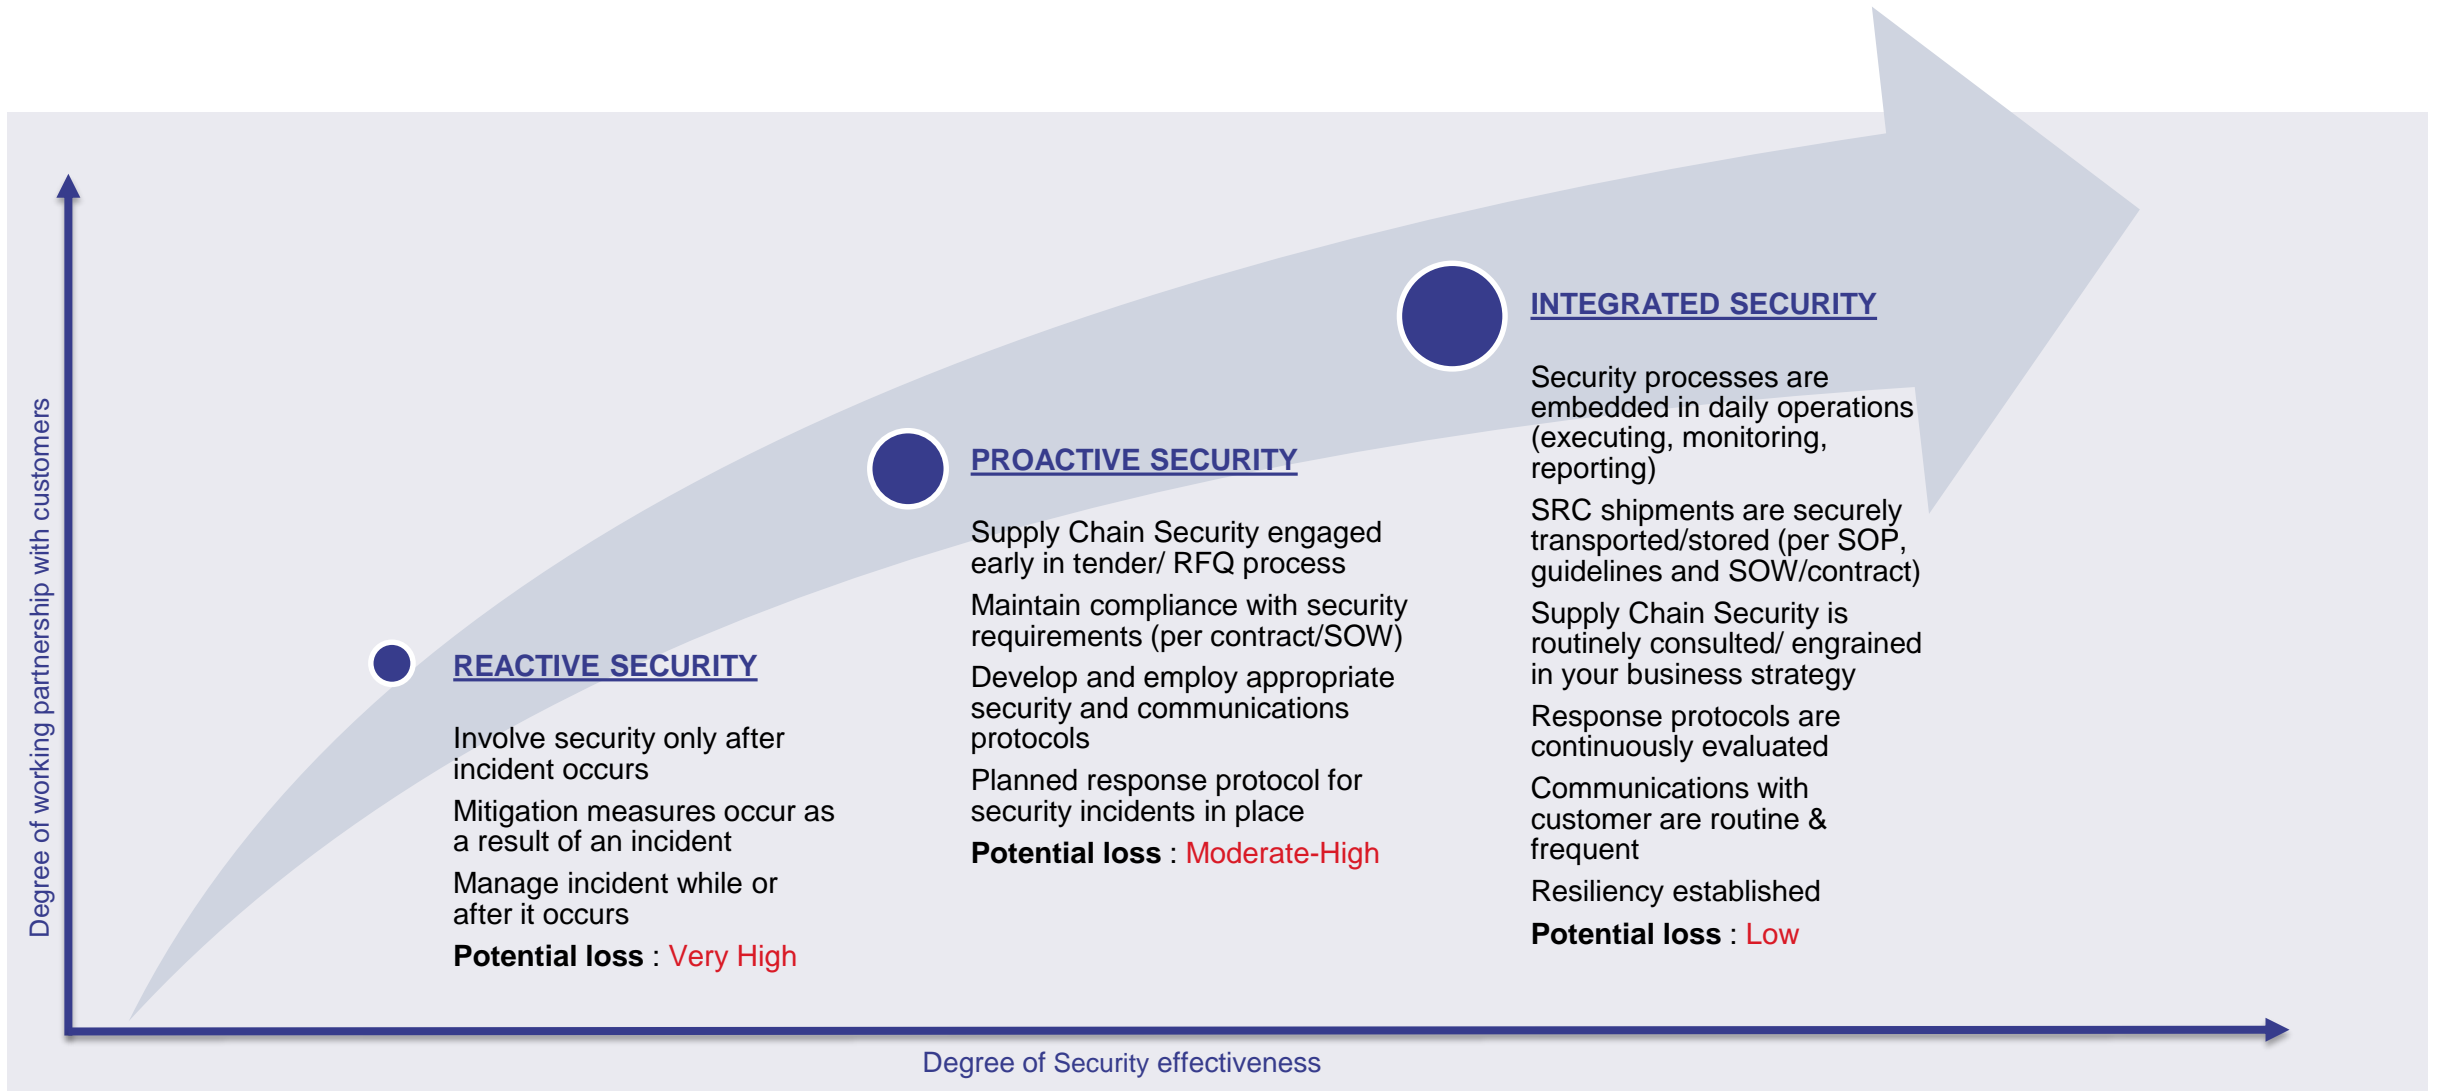 Degree of working partnership with customers
REACTIVE SECURITY
Involve security only after
incident occurs
Mitigation measures occur as
a result of an incident
Manage incident while or
after it occurs
Potential loss : Very High
PROACTIVE SECURITY
Supply Chain Security engaged
early in tender/ RFQ process
Maintain compliance with security
requirements (per contract/SOW)
Develop and employ appropriate
security and communications
protocols
Planned response protocol for
security incidents in place
Potential loss : Moderate-High
INTEGRATED SECURITY
Security processes are
embedded in daily operations
(executing, monitoring,
reporting)
SRC shipments are securely
transported/stored (per SOP,
guidelines and SOW/contract)
Supply Chain Security is
routinely consulted/ engrained
in your business strategy
Response protocols are
continuously evaluated
Communications with
customer are routine &
frequent
Resiliency established
Potential loss : Low
Degree of Security effectiveness